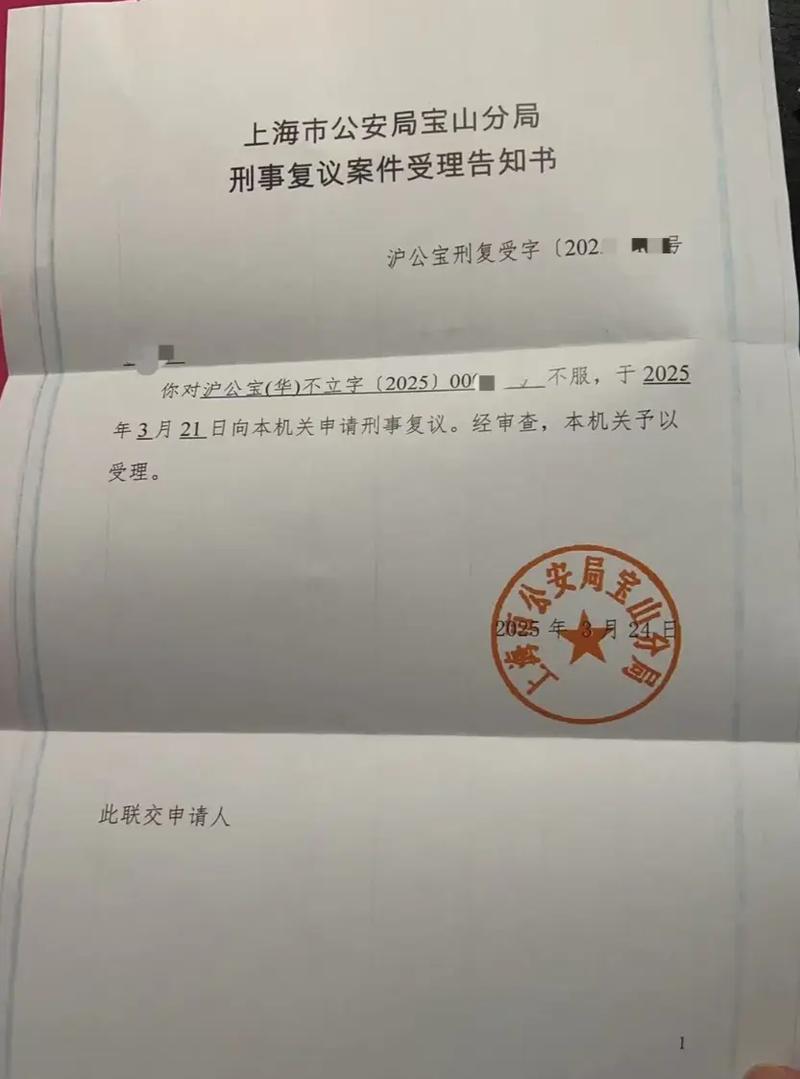 上海市公安局宝山分局
刑事复议案件受理告知书
沪公宝刑复受字〔202 号
你对沪公宝(华)不立字〔2025〕00 不服，于2025
年3月21日向本机关申请刑事复议。经审查，本机关予以
受理。
上海市公安局宝山分局
2025年3月24日
此联交申请人
1